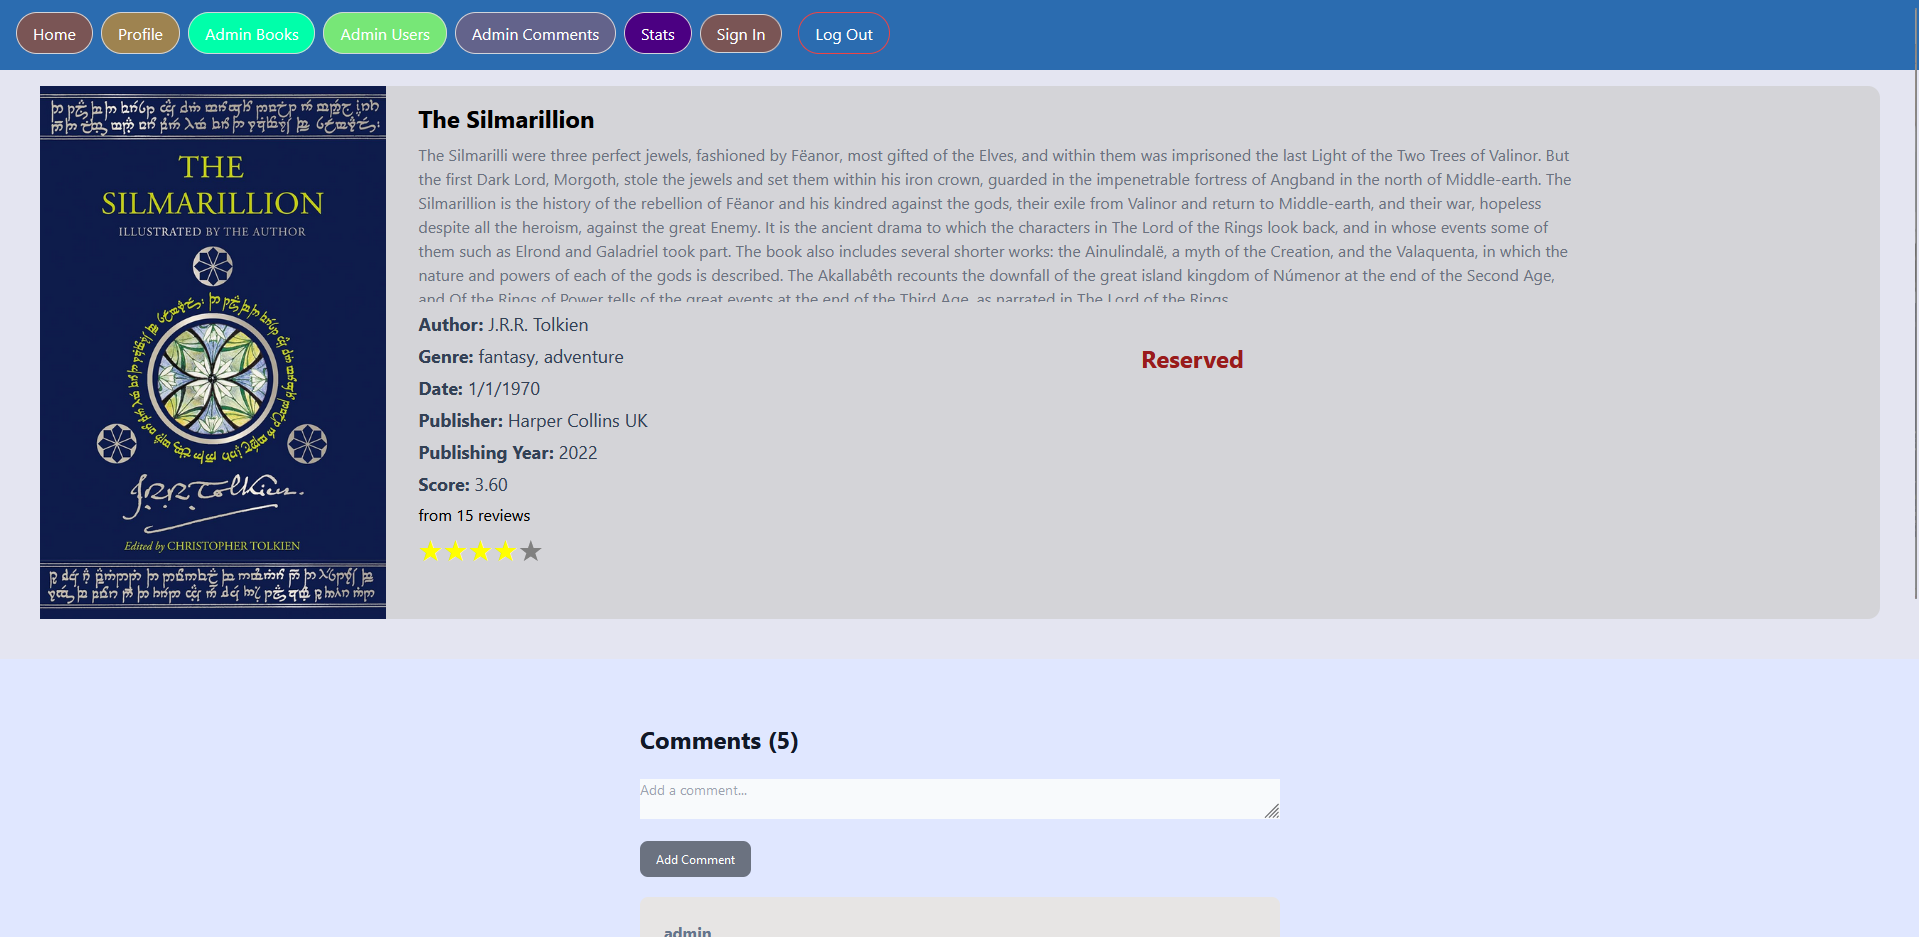 Home Profile Admin Books Admin Users Admin Comments Stats Sign In Log Out
THE
SILMARILLION
ILLUSTRATED BY THE AUTHOR
J.R.R. Tolkien.
Edited by CHRISTOPHER TOLKIEN
The Silmarillion
The Silmarilli were three perfect jewels, fashioned by Fëanor, most gifted of the Elves, and within them was imprisoned the last Light of the Two Trees of Valinor. But
the first Dark Lord, Morgoth, stole the jewels and set them within his iron crown, guarded in the impenetrable fortress of Angband in the north of Middle-earth. The
Silmarillion is the history of the rebellion of Fëanor and his kindred against the gods, their exile from Valinor and return to Middle-earth, and their war, hopeless
despite all the heroism, against the great Enemy. It is the ancient drama to which the characters in The Lord of the Rings look back, and in whose events some of
them such as Elrond and Galadriel took part. The book also includes several shorter works: the Ainulindalë, a myth of the Creation, and the Valaquenta, in which the
nature and powers of each of the gods is described. The Akallabêth recounts the downfall of the great island kingdom of Númenor at the end of the Second Age,
and Of the Rings of Power tells of the great events at the end of the Third Age, as narrated in The Lord of the Rings.
Author: J.R.R. Tolkien
Genre: fantasy, adventure
Date: 1/1/1970
Publisher: Harper Collins UK
Publishing Year: 2022
Score: 3.60
from 15 reviews
Reserved
Comments (5)
Add a comment...
Add Comment
admin